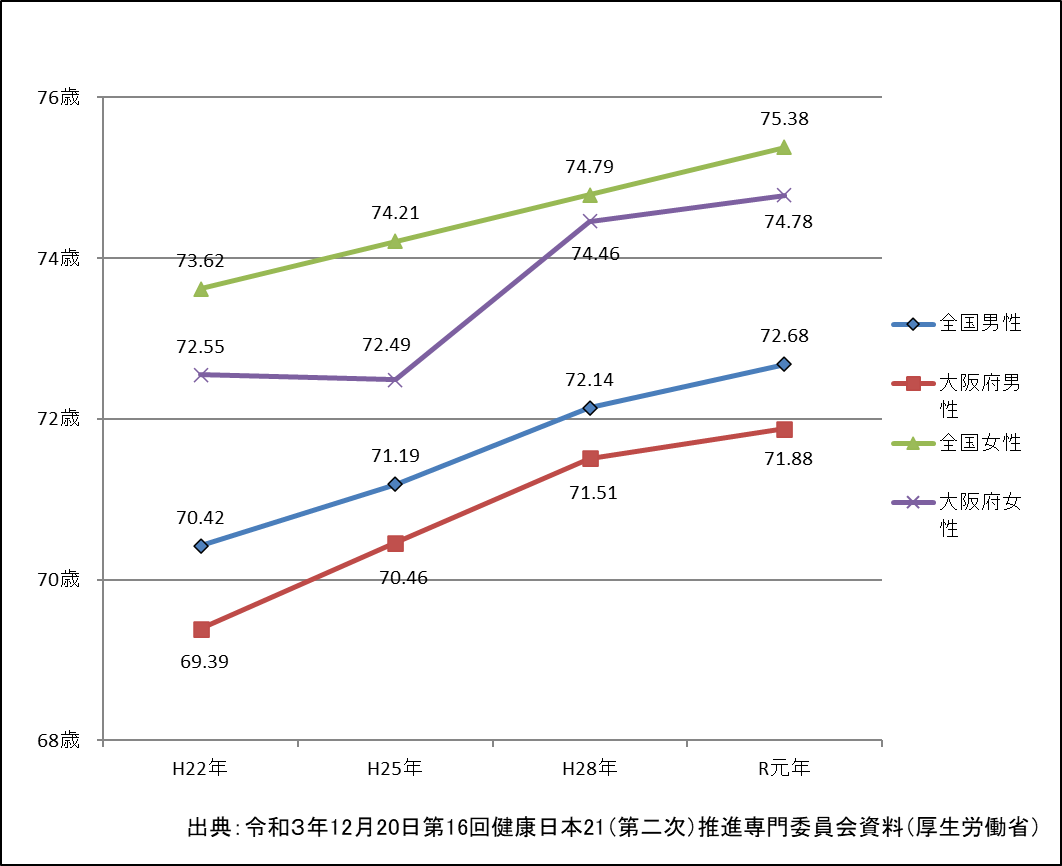 76歳
74歳
72歳
70歳
68歳
75.38
74.79
74.21
73.62
74.78
74.46
72.55
72.49
72.68
72.14
71.19
70.42
71.88
71.51
70.46
69.39
H22年
H25年
H28年
R元年
全国男性
大阪府男
性
全国女性
大阪府女
性
出典：令和３年12月20日第16回健康日本21（第二次）推進専門委員会資料（厚生労働省）